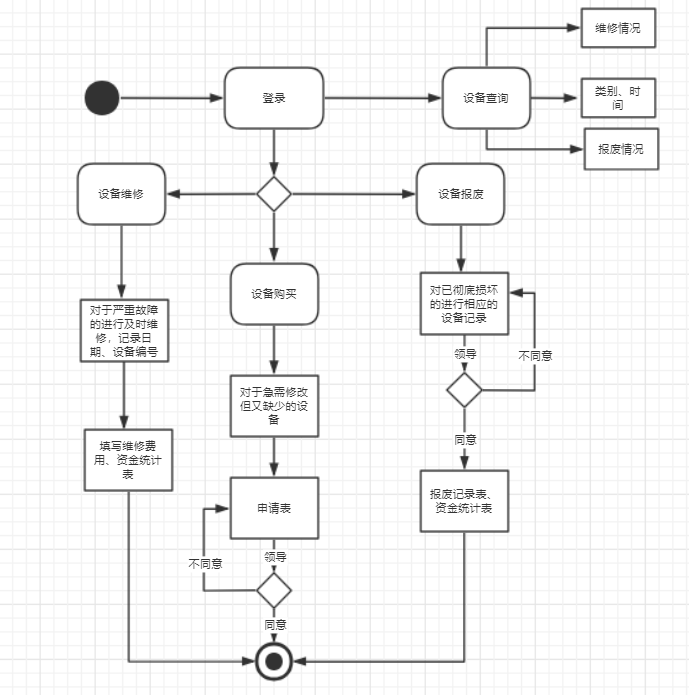 维修情况
登录
设备查询
类别、时
间
报废情况
设备维修
设备报废
设备购买
对于严重故障
的进行及时维
修，记录日
期、设备编号
对已彻底损坏
的进行相应的
设备记录
领导
不同意
对于急需修改
但又缺少的设
备
同意
填写维修费
用、资金统计
表
报废记录表、
资金统计表
申请表
领导
不同意
同意